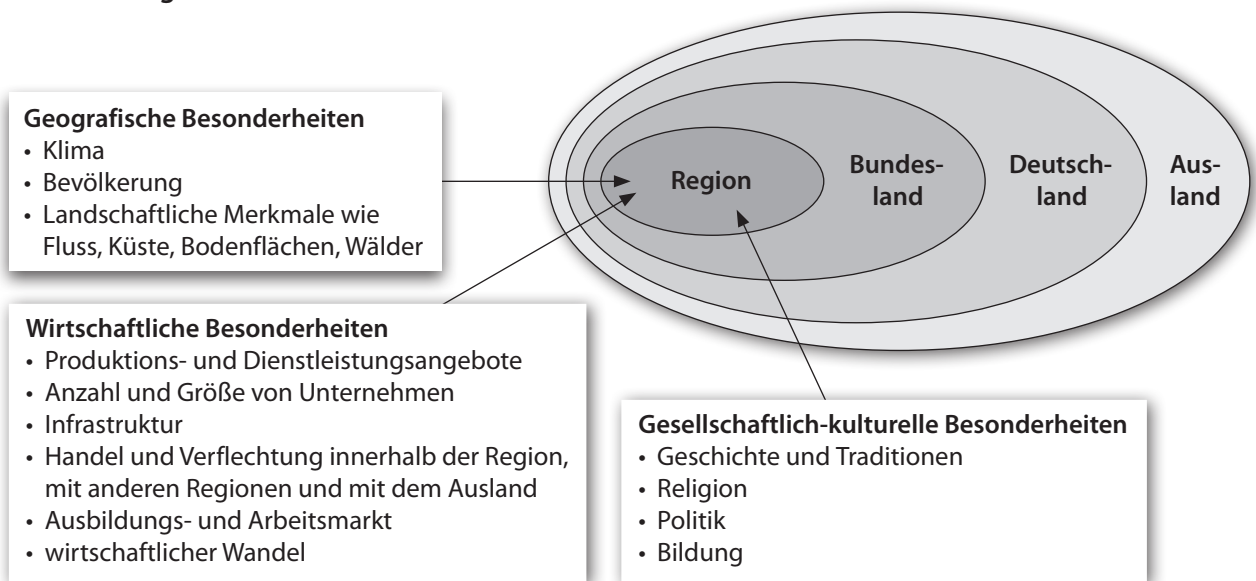 Geografische Besonderheiten
• Klima
• Bevölkerung
• Landschaftliche Merkmale wie
Fluss, Küste, Bodenflächen, Wälder
Region
Bundes-
land
Deutsch-
land
Aus-
land
Wirtschaftliche Besonderheiten
• Produktions- und Dienstleistungsangebote
• Anzahl und Größe von Unternehmen
• Infrastruktur
• Handel und Verflechtung innerhalb der Region,
mit anderen Regionen und mit dem Ausland
• Ausbildungs- und Arbeitsmarkt
• wirtschaftlicher Wandel
Gesellschaftlich-kulturelle Besonderheiten
• Geschichte und Traditionen
• Religion
• Politik
• Bildung